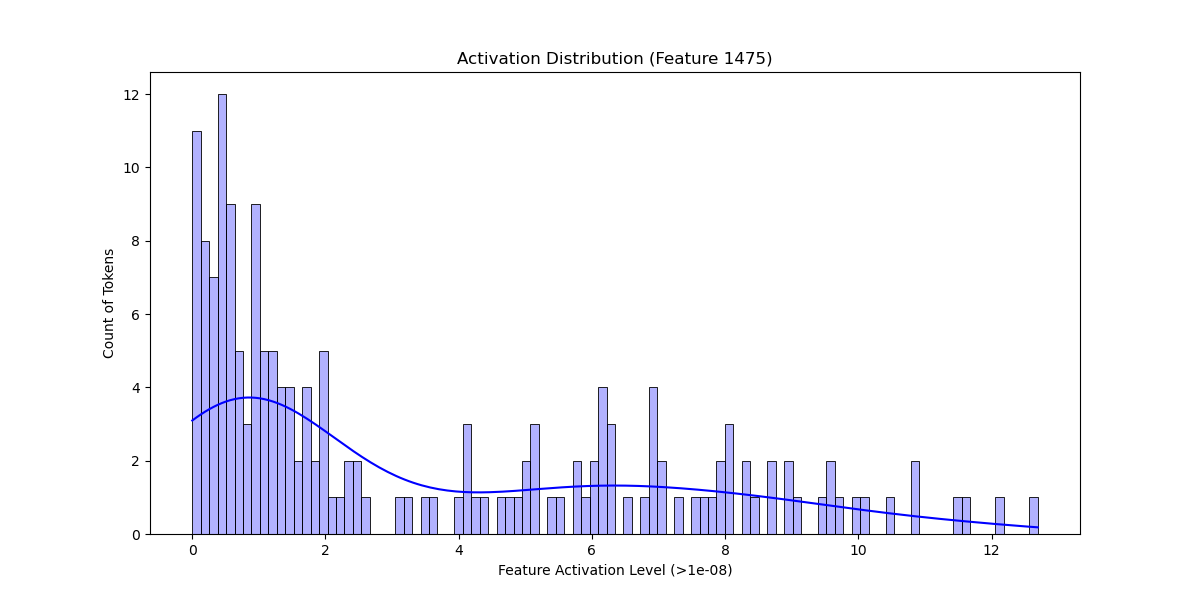 Activation Distribution (Feature 1475)
12
10
8
6
4
2
0
Count of Tokens
0 2 4 6 8 10 12
Feature Activation Level (>1e-08)